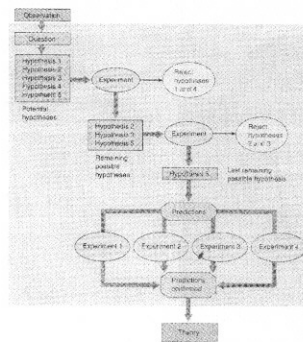 Observation
Question
Hypothesis 1
Hypothesis 2
Hypothesis 3
Hypothesis 4
Hypothesis 5
Potential
hypotheses
Experiment
Reject
hypotheses
1 and 4
Hypothesis 2
Hypothesis 3
Hypothesis 5
Remaining
possible
hypotheses
Experiment
Reject
hypotheses
2 and 3
Hypothesis 5
Last remaining
possible hypothesis
Predictions
Experiment 1
Experiment 2
Experiment 3
Experiment 4
Predictions
confirmed
Theory